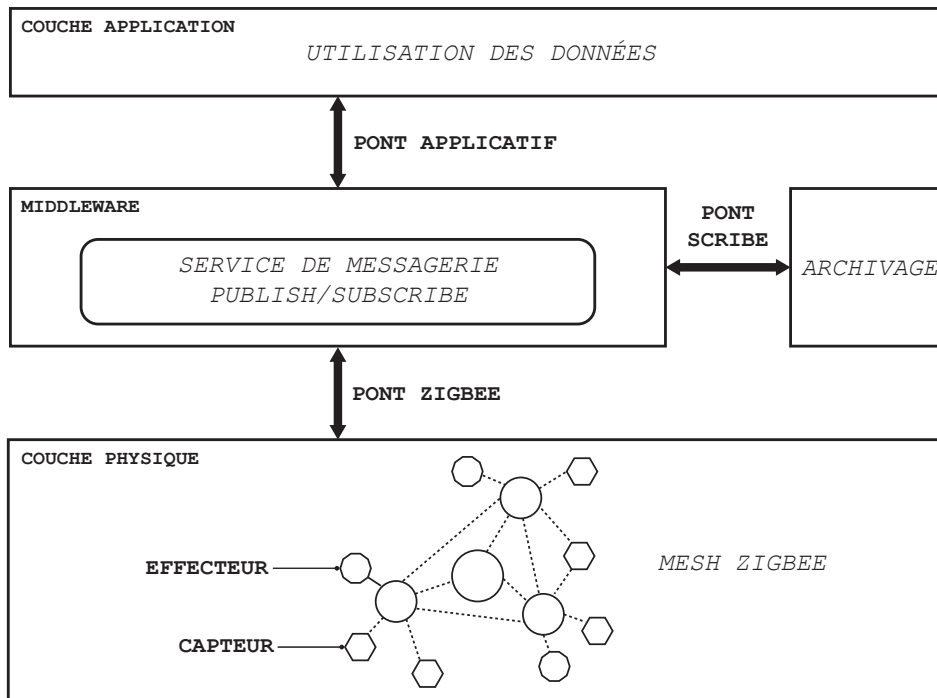 COUCHE APPLICATION
UTILISATION DES DONNÉES
PONT APPLICATIF
MIDDLEWARE
SERVICE DE MESSAGERIE
PUBLISH/SUBSCRIBE
PONT
SCRIBE
ARCHIVAGE
PONT ZIGBEE
COUCHE PHYSIQUE
EFFECTEUR
MESH ZIGBEE
CAPTEUR